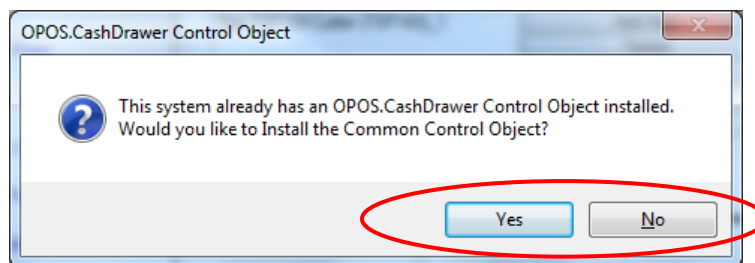 OPOS.CashDrawer Control Object
This system already has an OPOS.CashDrawer Control Object installed.
Would you like to Install the Common Control Object?
Yes
No